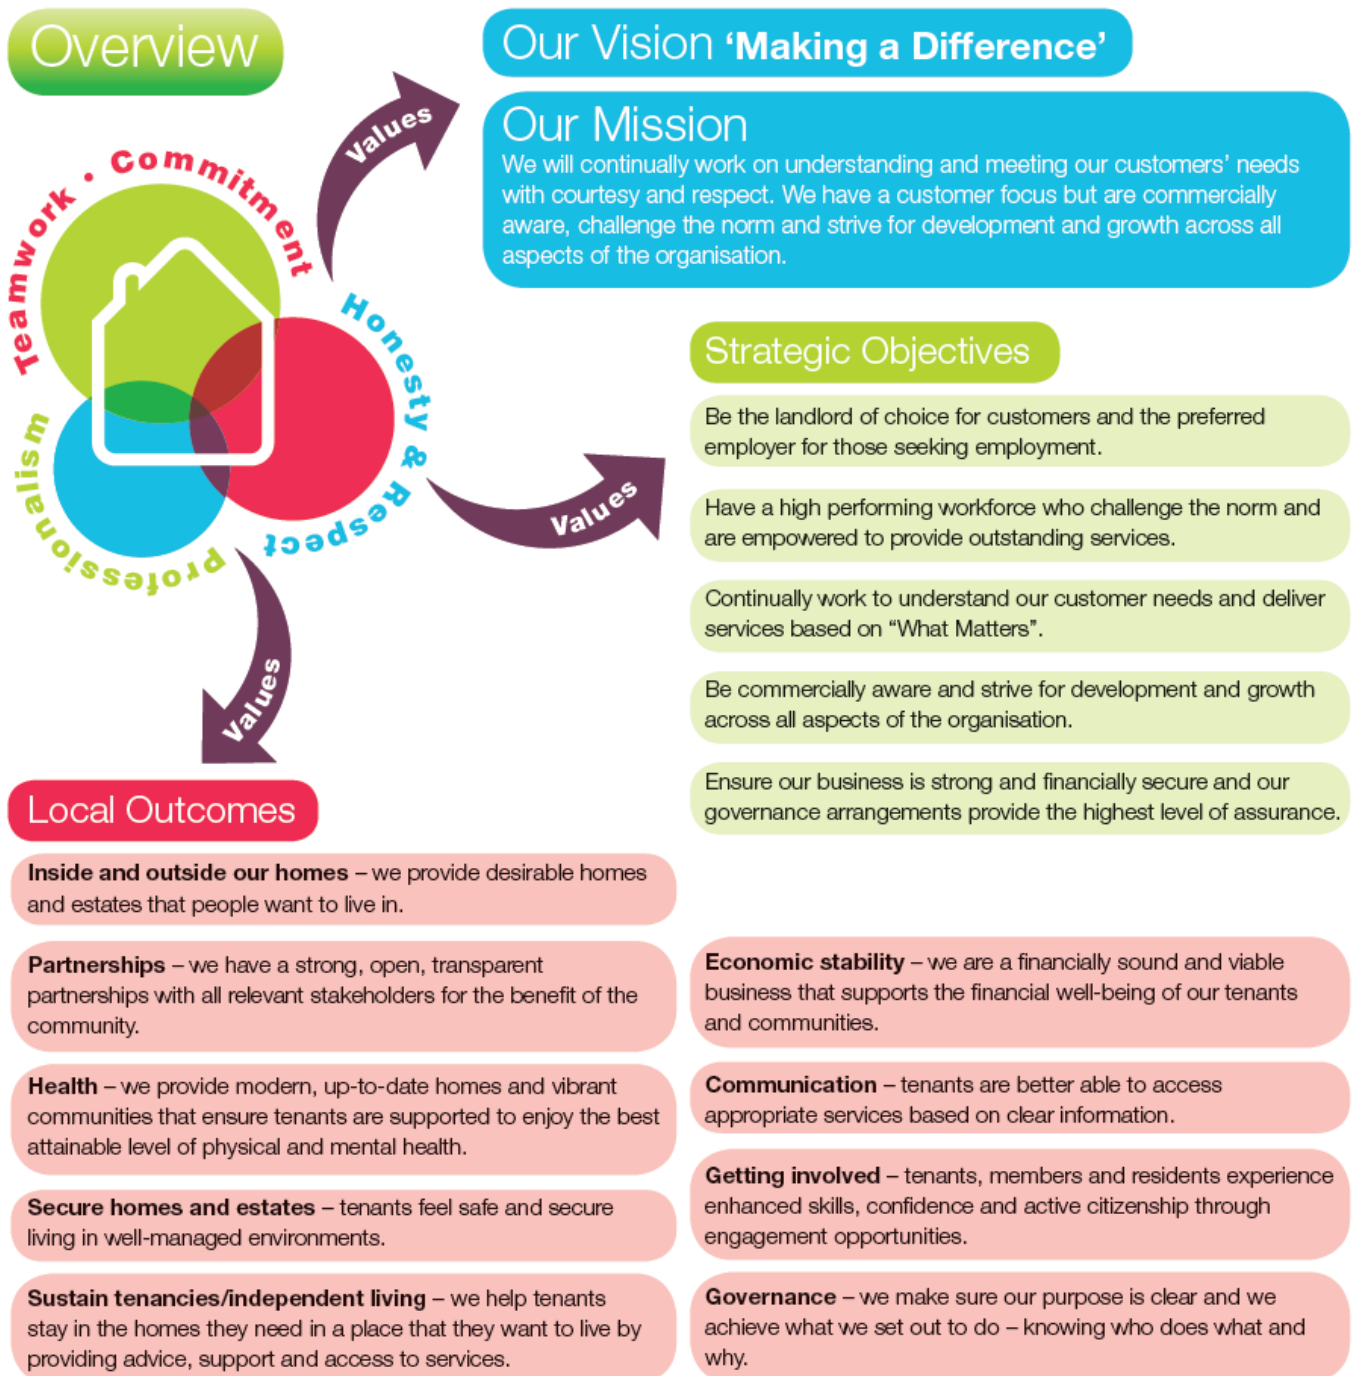 Overview
Our Vision ‘Making a Difference’
Our Mission
We will continually work on understanding and meeting our customers’ needs
with courtesy and respect. We have a customer focus but are commercially
aware, challenge the norm and strive for development and growth across all
aspects of the organisation.
Values
Teamwork • Commitment
Honesty & Respect
Professionalism
Values
Values
Strategic Objectives
Be the landlord of choice for customers and the preferred
employer for those seeking employment.
Have a high performing workforce who challenge the norm and
are empowered to provide outstanding services.
Continually work to understand our customer needs and deliver
services based on “What Matters”.
Be commercially aware and strive for development and growth
across all aspects of the organisation.
Ensure our business is strong and financially secure and our
governance arrangements provide the highest level of assurance.
Local Outcomes
Inside and outside our homes – we provide desirable homes
and estates that people want to live in.
Partnerships – we have a strong, open, transparent
partnerships with all relevant stakeholders for the benefit of the
community.
Health – we provide modern, up-to-date homes and vibrant
communities that ensure tenants are supported to enjoy the best
attainable level of physical and mental health.
Secure homes and estates – tenants feel safe and secure
living in well-managed environments.
Sustain tenancies/independent living – we help tenants
stay in the homes they need in a place that they want to live by
providing advice, support and access to services.
Economic stability – we are a financially sound and viable
business that supports the financial well-being of our tenants
and communities.
Communication – tenants are better able to access
appropriate services based on clear information.
Getting involved – tenants, members and residents experience
enhanced skills, confidence and active citizenship through
engagement opportunities.
Governance – we make sure our purpose is clear and we
achieve what we set out to do – knowing who does what and
why.